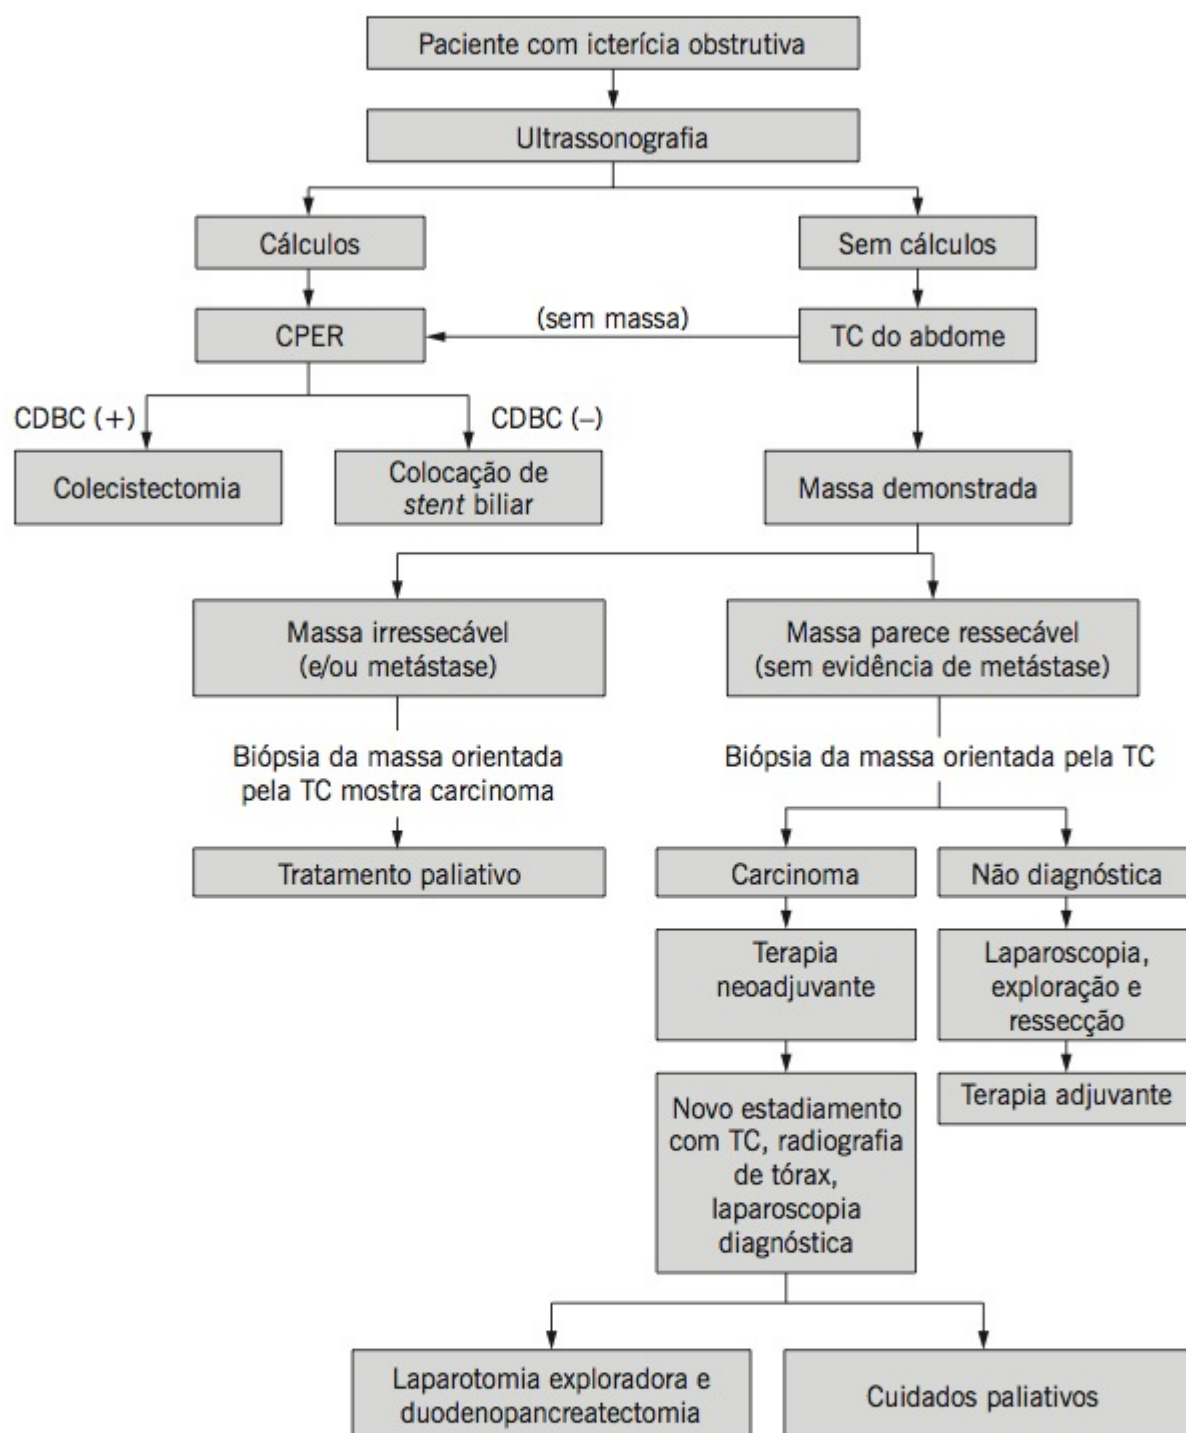 Paciente com icterícia obstrutiva
Ultrassonografia
Cálculos
Sem cálculos
CPER
(sem massa)
TC do abdome
CDBC (+)
CDBC (–)
Colecistectomia
Colocação de
stent biliar
Massa demonstrada
Massa irressecável
(e/ou metástase)
Massa parece ressecável
(sem evidência de metástase)
Biópsia da massa orientada
pela TC mostra carcinoma
Biópsia da massa orientada pela TC
Tratamento paliativo
Carcinoma
Não diagnóstica
Terapia
neoadjuvante
Laparoscopia,
exploração e
ressecção
Novo estadiamento
com TC, radiografia
de tórax,
laparoscopia
diagnóstica
Terapia adjuvante
Laparotomia exploradora e
duodenopancreatectomia
Cuidados paliativos